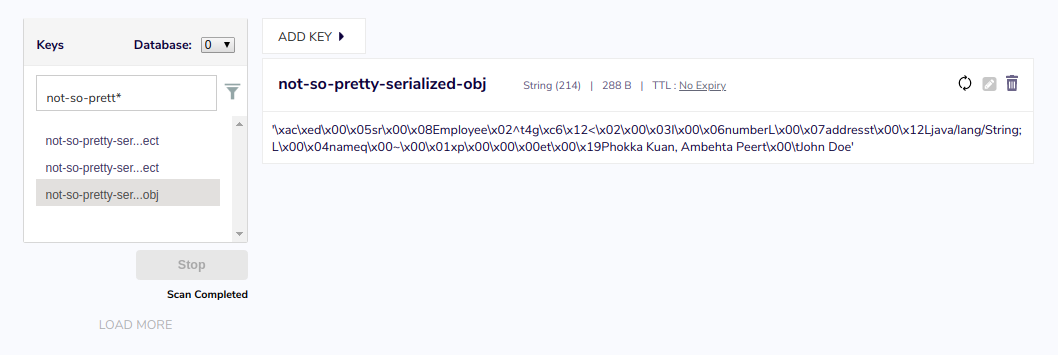 Keys Database: 0
not-so-prett*
not-so-pretty-ser...ect
not-so-pretty-ser...ect
not-so-pretty-ser...obj
Stop
Scan Completed
LOAD MORE
ADD KEY
not-so-pretty-serialized-obj String (214) | 288 B | TTL : No Expiry
'\xac\xed\x00\x05sr\x00\x08Employee\x02^t4g\xc6\x12<\x02\x00\x03I\x00\x06numberL\x00\x07addresst\x00\x12Ljava/lang/String;
L\x00\x04nameq\x00~\x00\x01xp\x00\x00\x00et\x00\x19Phokka Kuan, Ambehta Peert\x00\tJohn Doe'